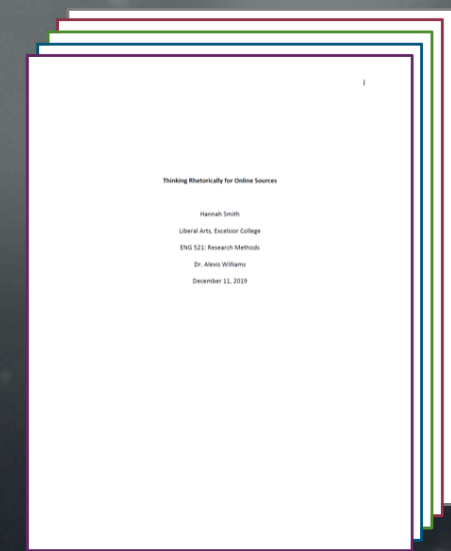 1
Thinking Rhetorically for Online Sources
Hannah Smith
Liberal Arts, Excelsior College
ENG 521: Research Methods
Dr. Alexis Williams
December 11, 2019